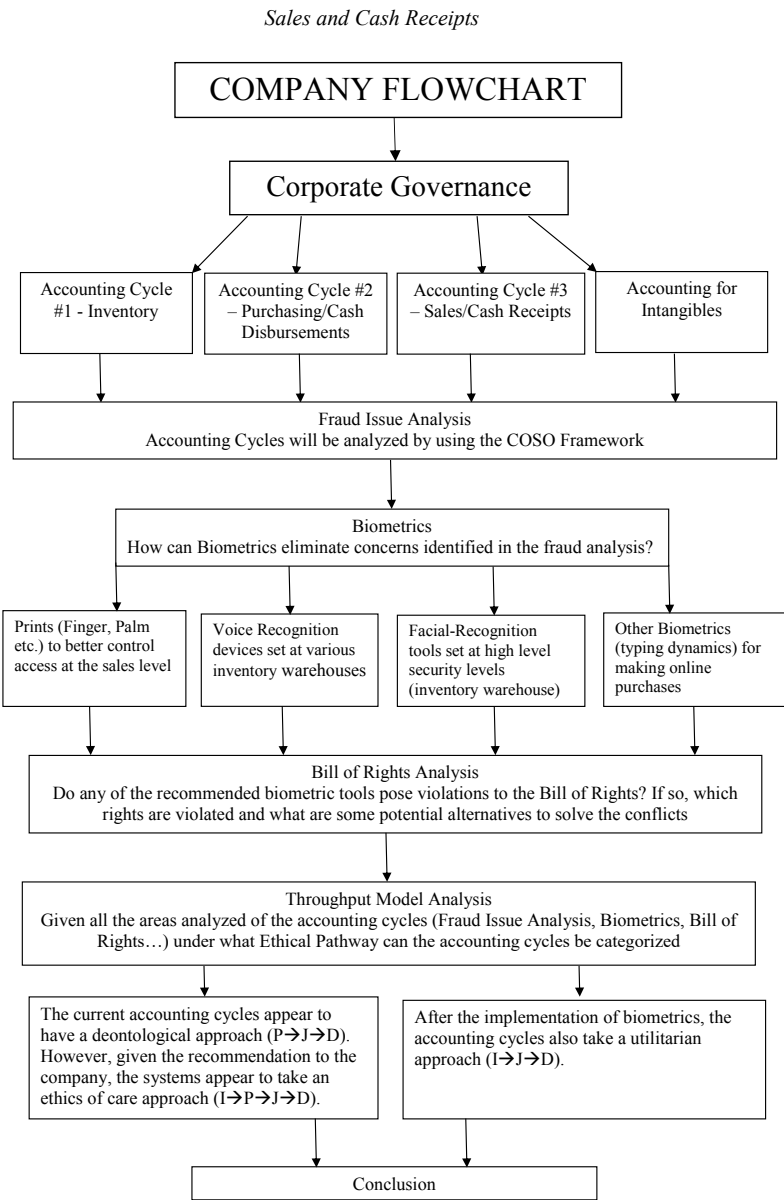 Sales and Cash Receipts
COMPANY FLOWCHART
Corporate Governance
Accounting Cycle
#1 - Inventory
Accounting Cycle #2
– Purchasing/Cash
Disbursements
Accounting Cycle #3
– Sales/Cash Receipts
Accounting for
Intangibles
Fraud Issue Analysis
Accounting Cycles will be analyzed by using the COSO Framework
Biometrics
How can Biometrics eliminate concerns identified in the fraud analysis?
Prints (Finger, Palm
etc.) to better control
access at the sales level
Voice Recognition
devices set at various
inventory warehouses
Facial-Recognition
tools set at high level
security levels
(inventory warehouse)
Other Biometrics
(typing dynamics) for
making online
purchases
Bill of Rights Analysis
Do any of the recommended biometric tools pose violations to the Bill of Rights? If so, which
rights are violated and what are some potential alternatives to solve the conflicts
Throughput Model Analysis
Given all the areas analyzed of the accounting cycles (Fraud Issue Analysis, Biometrics, Bill of
Rights…) under what Ethical Pathway can the accounting cycles be categorized
The current accounting cycles appear to
have a deontological approach (P→J→D).
However, given the recommendation to the
company, the systems appear to take an
ethics of care approach (I→P→J→D).
After the implementation of biometrics, the
accounting cycles also take a utilitarian
approach (I→J→D).
Conclusion